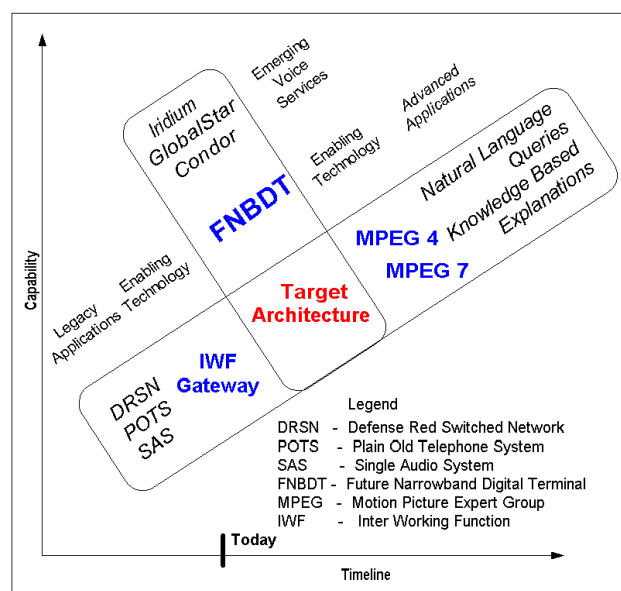 Emerging
Voice
Services
Iridium
GlobalStar
Condor
FNBDT
Enabling
Technology
Advanced
Applications
Natural Language
Queries
Knowledge Based
Explanations
MPEG 4
MPEG 7
Capability
Legacy
Applications
Enabling
Technology
Target
Architecture
IWF
Gateway
DRSN
POTS
SAS
Legend
DRSN - Defense Red Switched Network
POTS - Plain Old Telephone System
SAS - Single Audio System
FNBDT - Future Narrowband Digital Terminal
MPEG - Motion Picture Expert Group
IWF - Inter Working Function
Today
Timeline